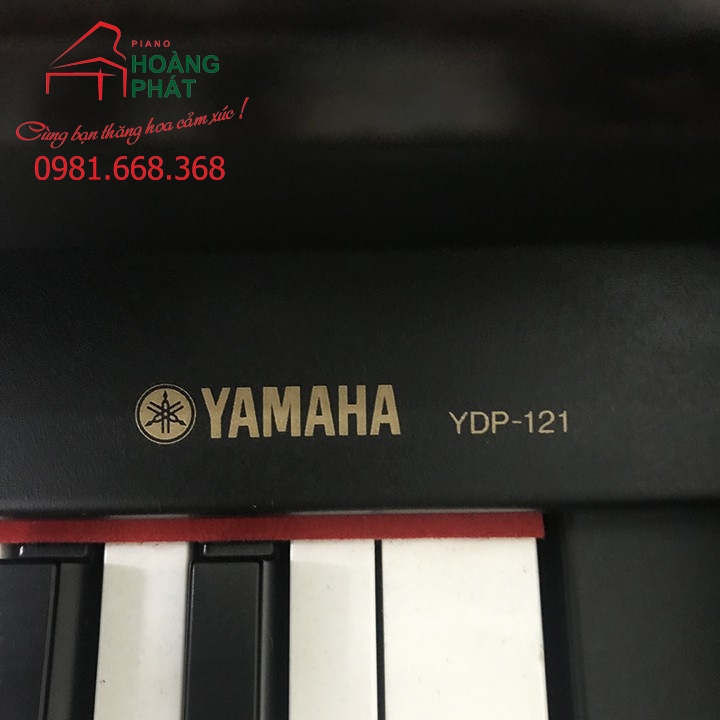 PIANO
HOÀNG
PHÁT
Cùng bạn thăng hoa cảm xúc !
0981.668.368
YAMAHA YDP-121